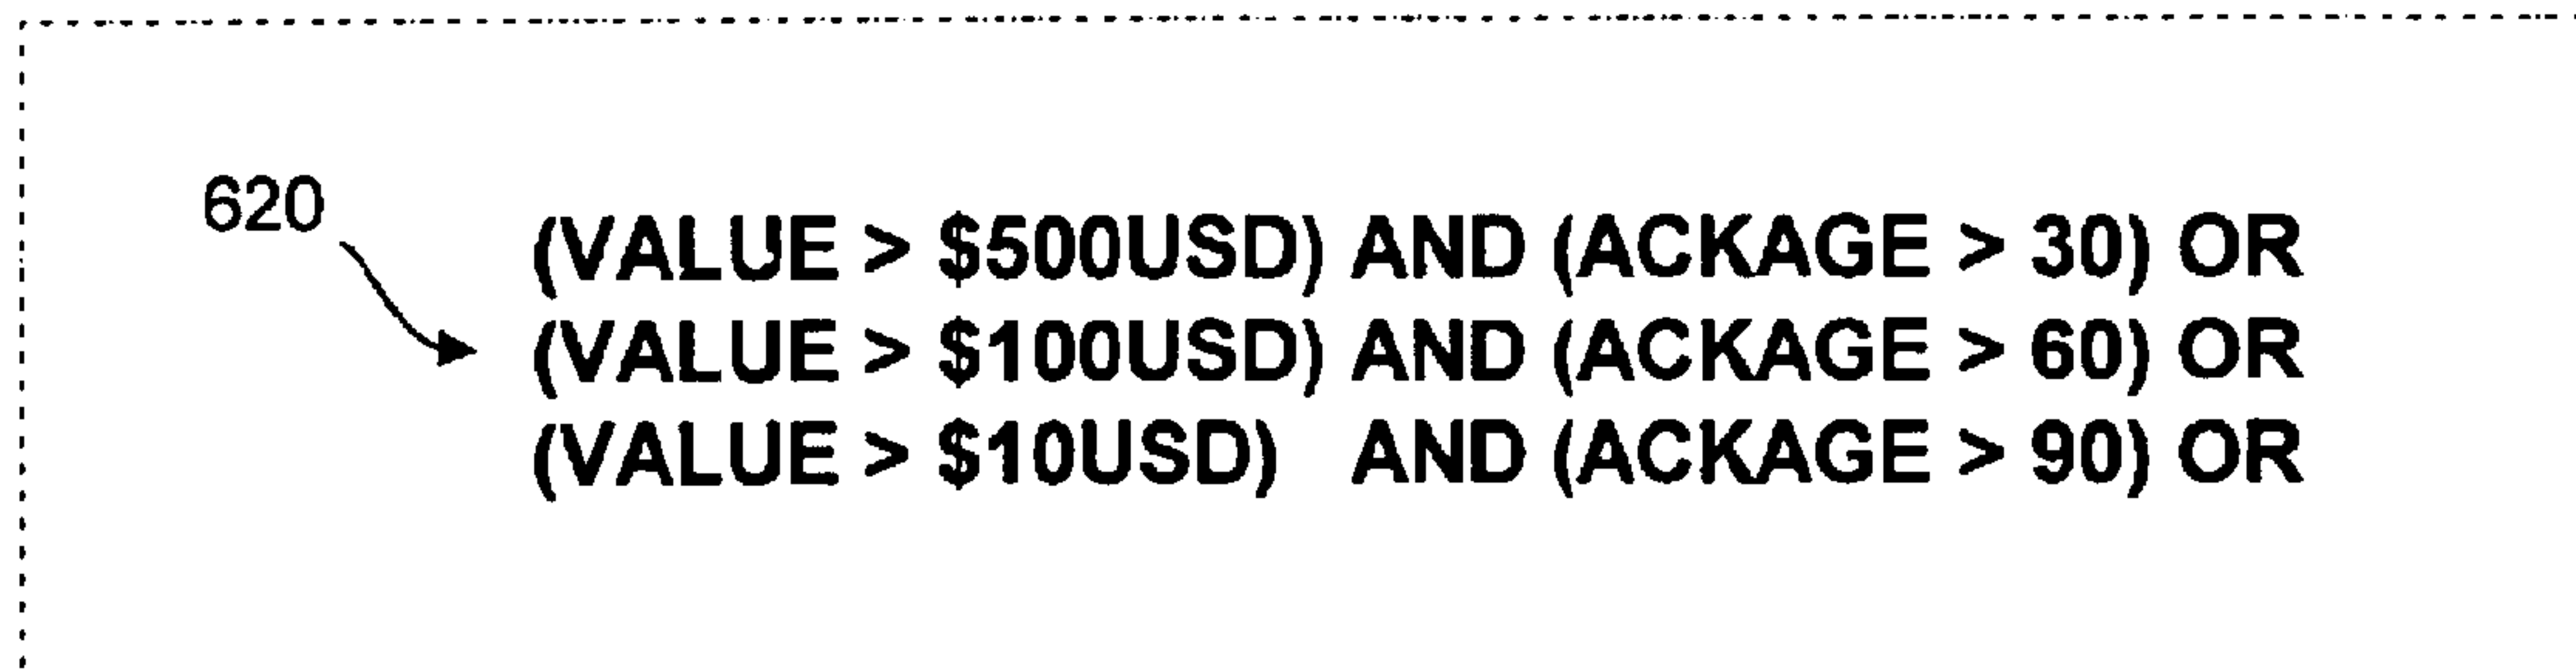 620
(VALUE > $500USD) AND (ACKAGE > 30) OR
(VALUE > $100USD) AND (ACKAGE > 60) OR
(VALUE > $10USD) AND (ACKAGE > 90) OR